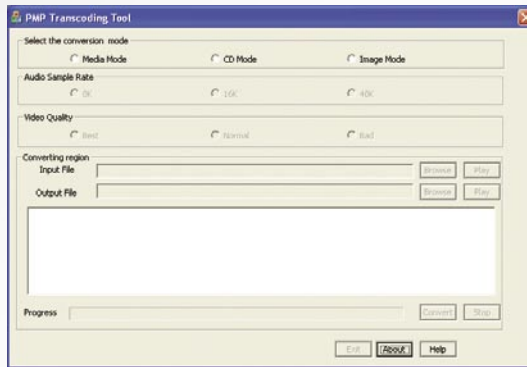 PMP Transcoding Tool
Select the conversion mode
Media Mode CD Mode Image Mode
Audio Sample Rate
8K 16K 48K
Video Quality
Best Normal Bad
Converting region
Input File Browse Play
Output File Browse Play
Progress Convert Stop
Exit About Help